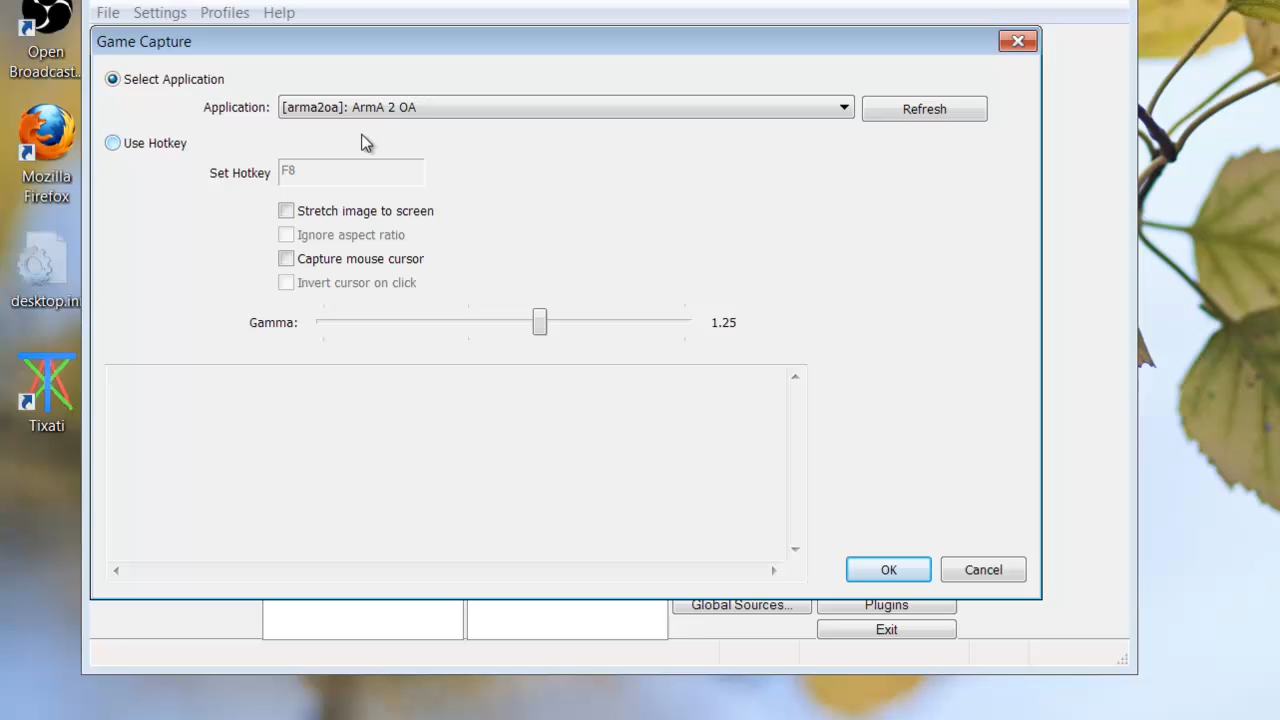 File Settings Profiles Help
Game Capture
Select Application
Application: [arma2oa]: ArmA 2 OA Refresh
Use Hotkey
Set Hotkey F8
Stretch image to screen
Ignore aspect ratio
Capture mouse cursor
Invert cursor on click
Gamma: 1.25
OK Cancel
Global Sources... Plugins
Exit
Open
Broadcast...
Mozilla
Firefox
desktop.ini
Tixati